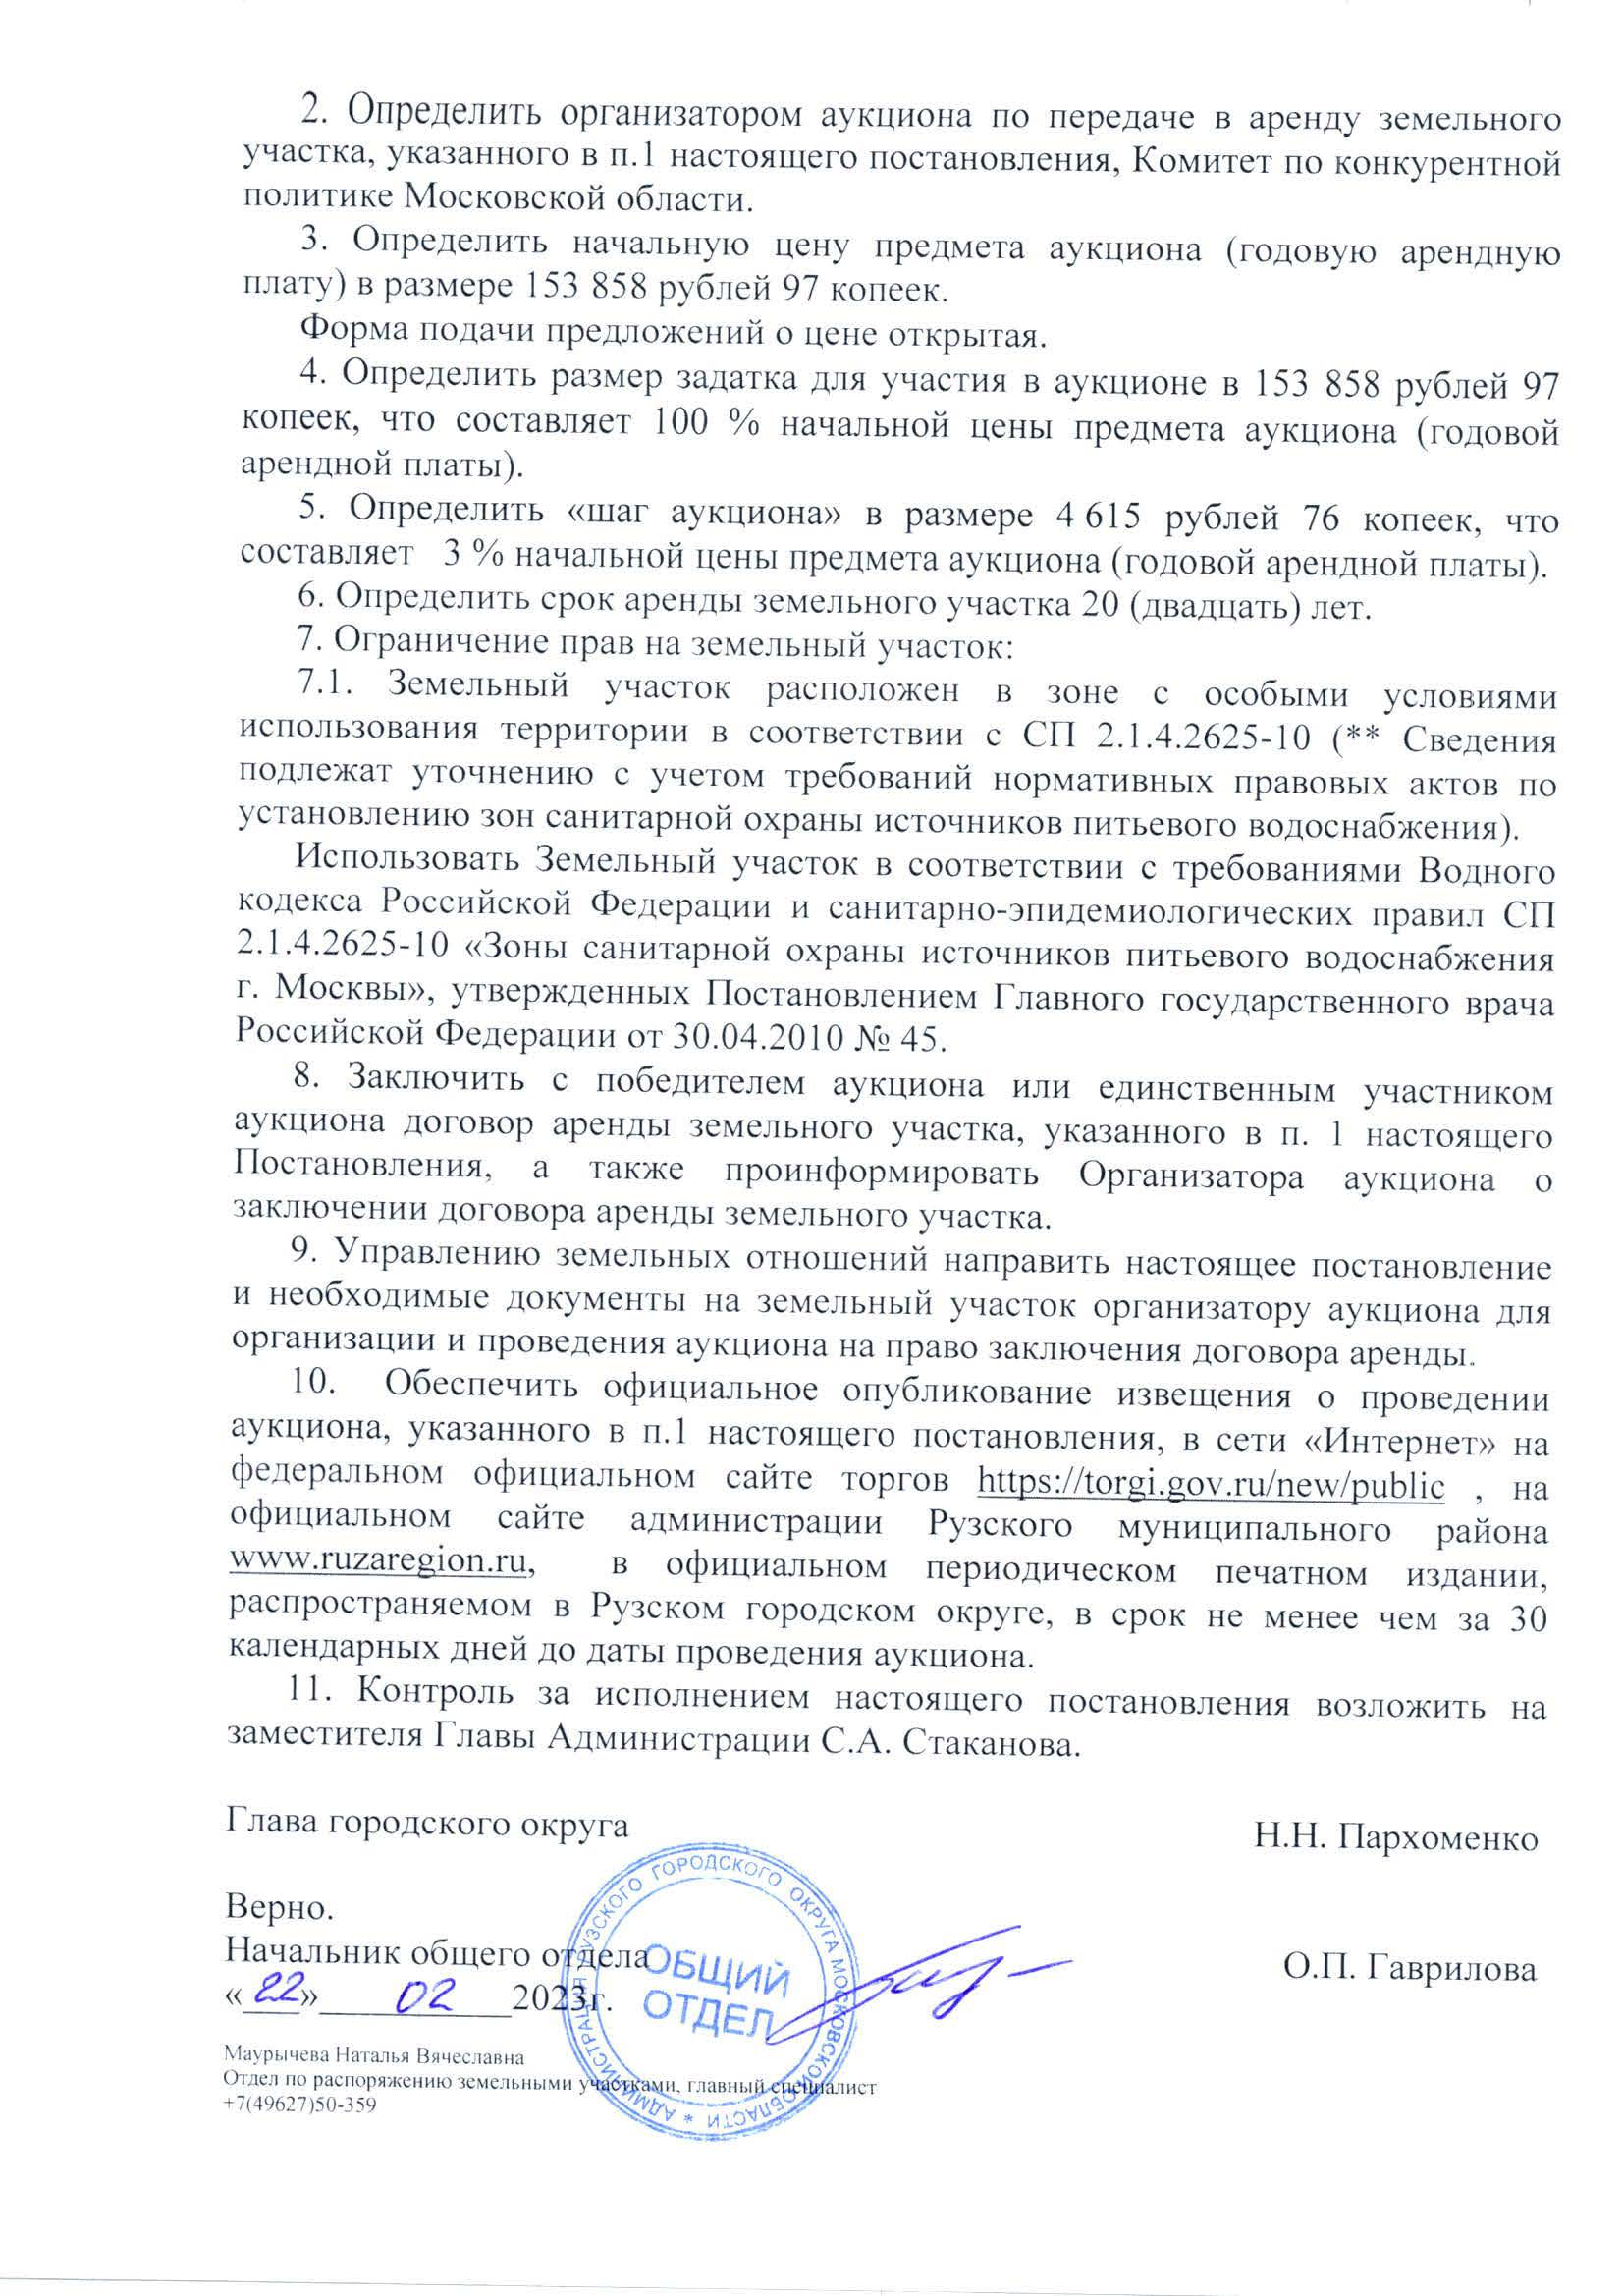 2. Определить организатором аукциона по передаче в аренду земельного
участка, указанного в п.1 настоящего постановления, Комитет по конкурентной
политике Московской области.
3. Определить начальную цену предмета аукциона (годовую арендную
плату) в размере 153 858 рублей 97 копеек.
Форма подачи предложений о цене открытая.
4. Определить размер задатка для участия в аукционе в 153 858 рублей 97
копеек, что составляет 100 % начальной цены предмета аукциона (годовой
арендной платы).
5. Определить «шаг аукциона» в размере 4 615 рублей 76 копеек, что
составляет 3 % начальной цены предмета аукциона (годовой арендной платы).
6. Определить срок аренды земельного участка 20 (двадцать) лет.
7. Ограничение прав на земельный участок:
7.1. Земельный участок расположен в зоне с особыми условиями
использования территории в соответствии с СП 2.1.4.2625-10 (** Сведения
подлежат уточнению с учетом требований нормативных правовых актов по
установлению зон санитарной охраны источников питьевого водоснабжения).
Использовать Земельный участок в соответствии с требованиями Водного
кодекса Российской Федерации и санитарно-эпидемиологических правил СП
2.1.4.2625-10 «Зоны санитарной охраны источников питьевого водоснабжения
г. Москвы», утвержденных Постановлением Главного государственного врача
Российской Федерации от 30.04.2010 № 45.
8. Заключить с победителем аукциона или единственным участником
аукциона договор аренды земельного участка, указанного в п. 1 настоящего
Постановления, а также проинформировать Организатора аукциона о
заключении договора аренды земельного участка.
9. Управлению земельных отношений направить настоящее постановление
и необходимые документы на земельный участок организатору аукциона для
организации и проведения аукциона на право заключения договора аренды.
10. Обеспечить официальное опубликование извещения о проведении
аукциона, указанного в п.1 настоящего постановления, в сети «Интернет» на
федеральном официальном сайте торгов https://torgi.gov.ru/new/public , на
официальном сайте администрации Рузского муниципального района
www.ruzaregion.ru, в официальном периодическом печатном издании,
распространяемом в Рузском городском округе, в срок не менее чем за 30
календарных дней до даты проведения аукциона.
11. Контроль за исполнением настоящего постановления возложить на
заместителя Главы Администрации С.А. Стаканова.
Глава городского округа Н.Н. Пархоменко
Верно.
Начальник общего отдела О.П. Гаврилова
«22» 02 2023г.
АДМИНИСТРАЦИЯ РУЗСКОГО ГОРОДСКОГО ОКРУГА МОСКОВСКОЙ ОБЛАСТИ *
ОБЩИЙ
ОТДЕЛ
Маурычева Наталья Вячеславна
Отдел по распоряжению земельными участками, главный специалист
+7(49627)50-359